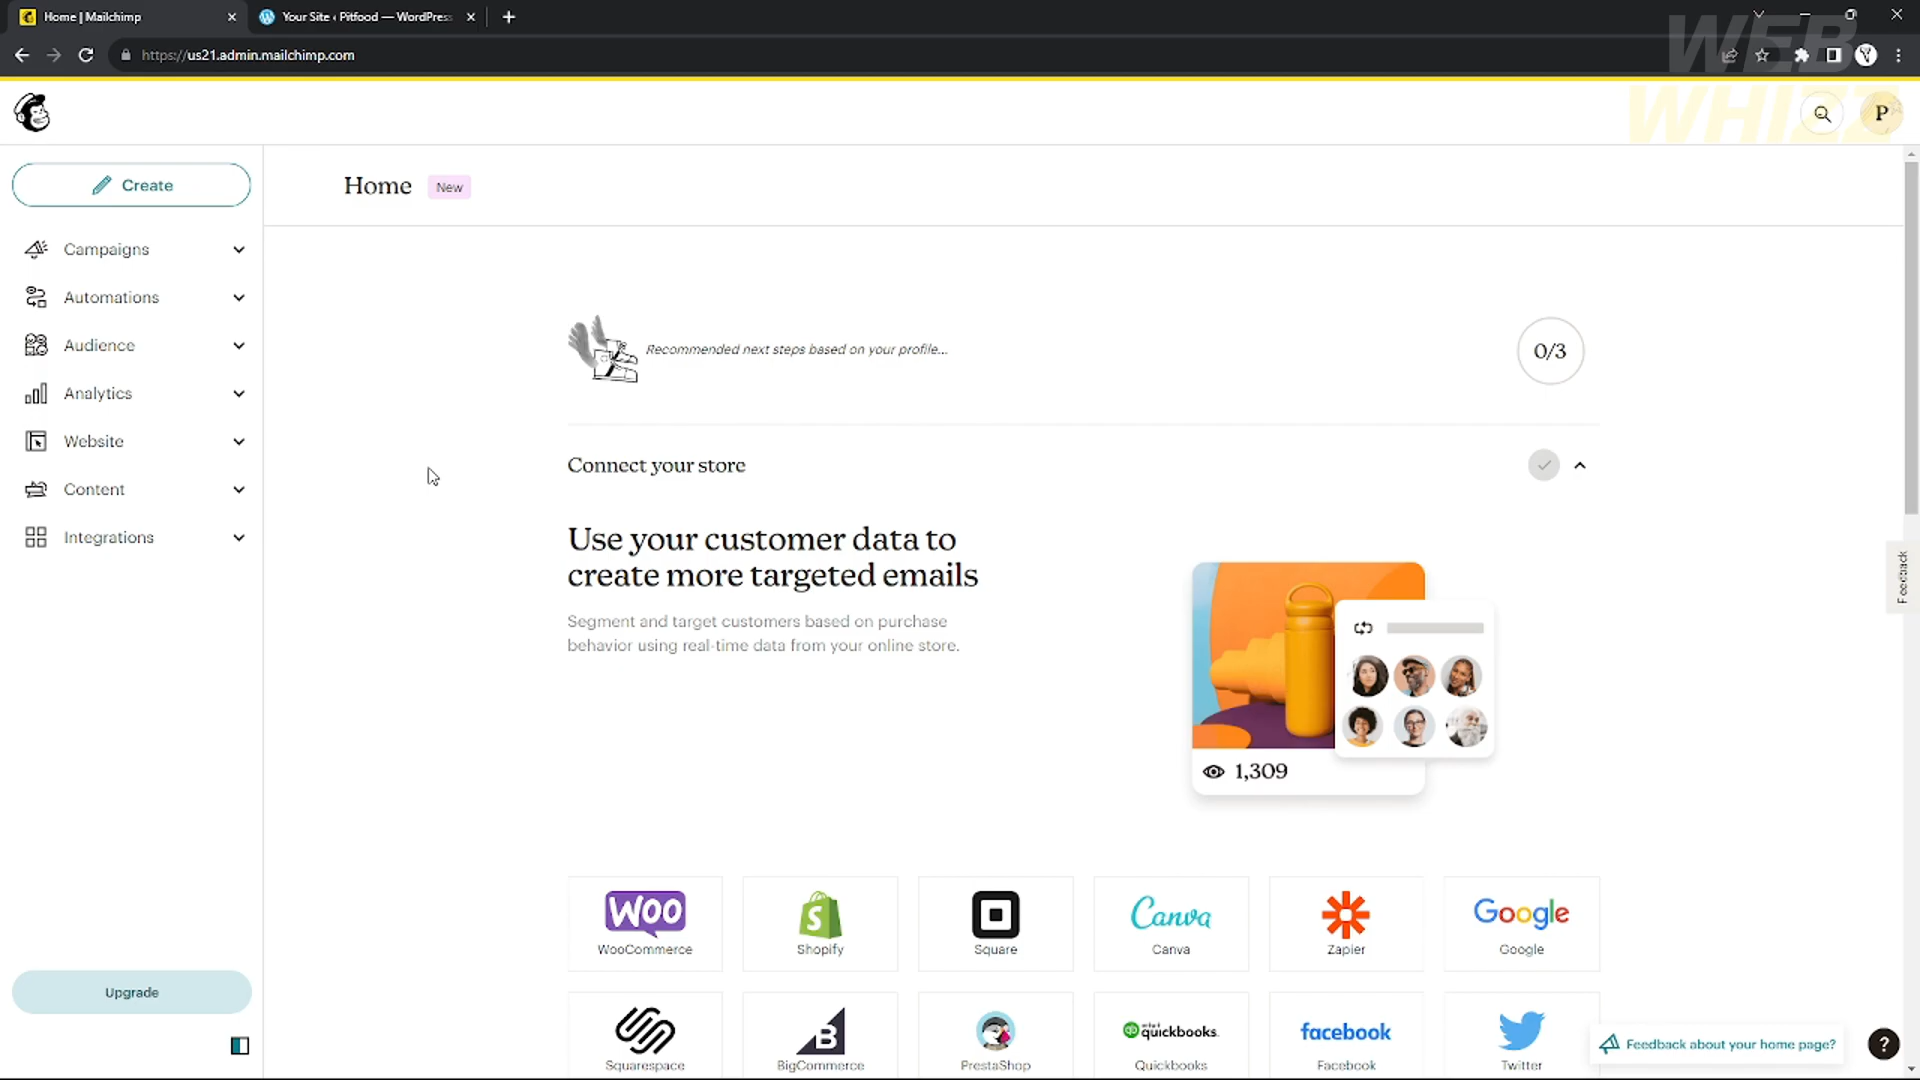 Home | Mailchimp
Your Site ‹ Pitfood — WordPress
https://us21.admin.mailchimp.com
WEB
WHIZZ
P
Create
Home
New
Campaigns
Automations
Audience
Analytics
Website
Content
Integrations
Recommended next steps based on your profile...
0/3
Connect your store
Use your customer data to
create more targeted emails
Segment and target customers based on purchase
behavior using real-time data from your online store.
1,309
Feedback
WOO
WooCommerce
Shopify
Square
Canva
Canva
Zapier
Google
Google
Squarespace
B
BigCommerce
PrestaShop
quickbooks.
Quickbooks
facebook
Facebook
Twitter
Upgrade
Feedback about your home page?
?